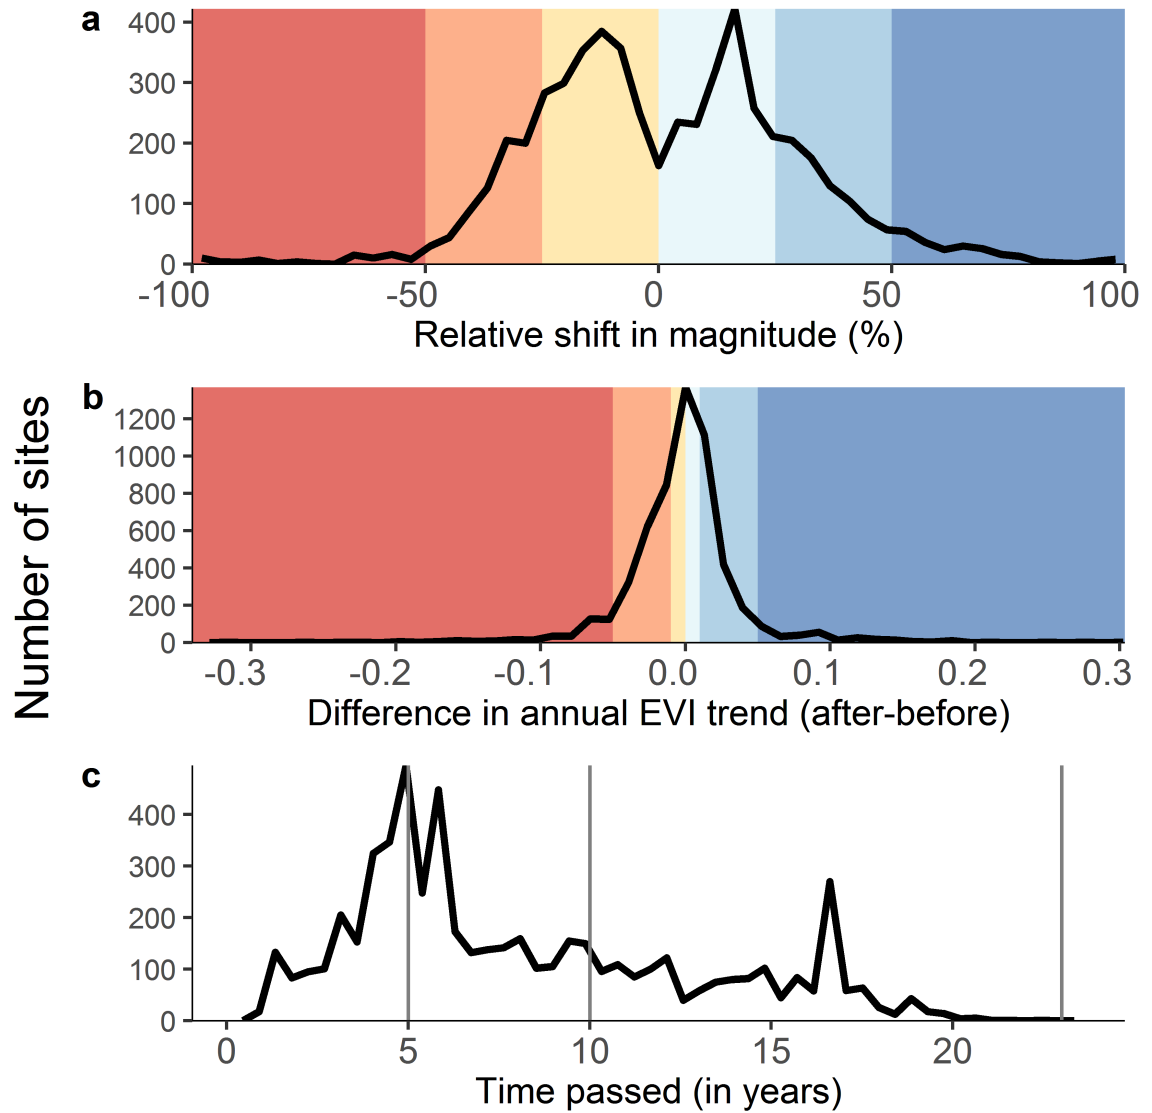 a
400
300
200
100
0
-100 -50 0 50 100
Relative shift in magnitude (%)
b
1200
1000
800
600
400
200
0
-0.3 -0.2 -0.1 0.0 0.1 0.2 0.3
Difference in annual EVI trend (after-before)
Number of sites
c
400
300
200
100
0
0 5 10 15 20
Time passed (in years)